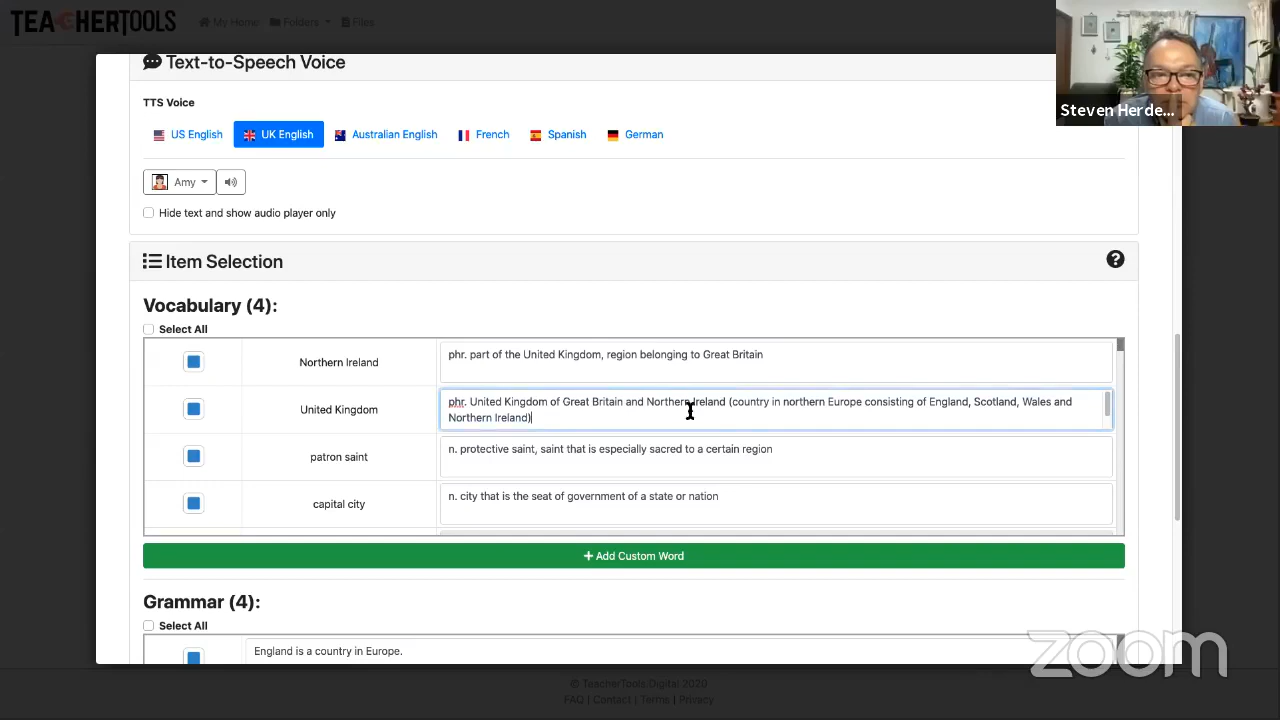 TEACHERTOOLS My Home Folders Files
Steven Herde...
Text-to-Speech Voice
TTS Voice
US English UK English Australian English French Spanish German
Amy
Hide text and show audio player only
Item Selection
Vocabulary (4):
Select All
Northern Ireland phr. part of the United Kingdom, region belonging to Great Britain
United Kingdom phr. United Kingdom of Great Britain and Northern Ireland (country in northern Europe consisting of England, Scotland, Wales and
Northern Ireland)
patron saint n. protective saint, saint that is especially sacred to a certain region
capital city n. city that is the seat of government of a state or nation
Add Custom Word
Grammar (4):
Select All
England is a country in Europe.
zoom
© TeacherTools.Digital 2020
FAQ | Contact | Terms | Privacy